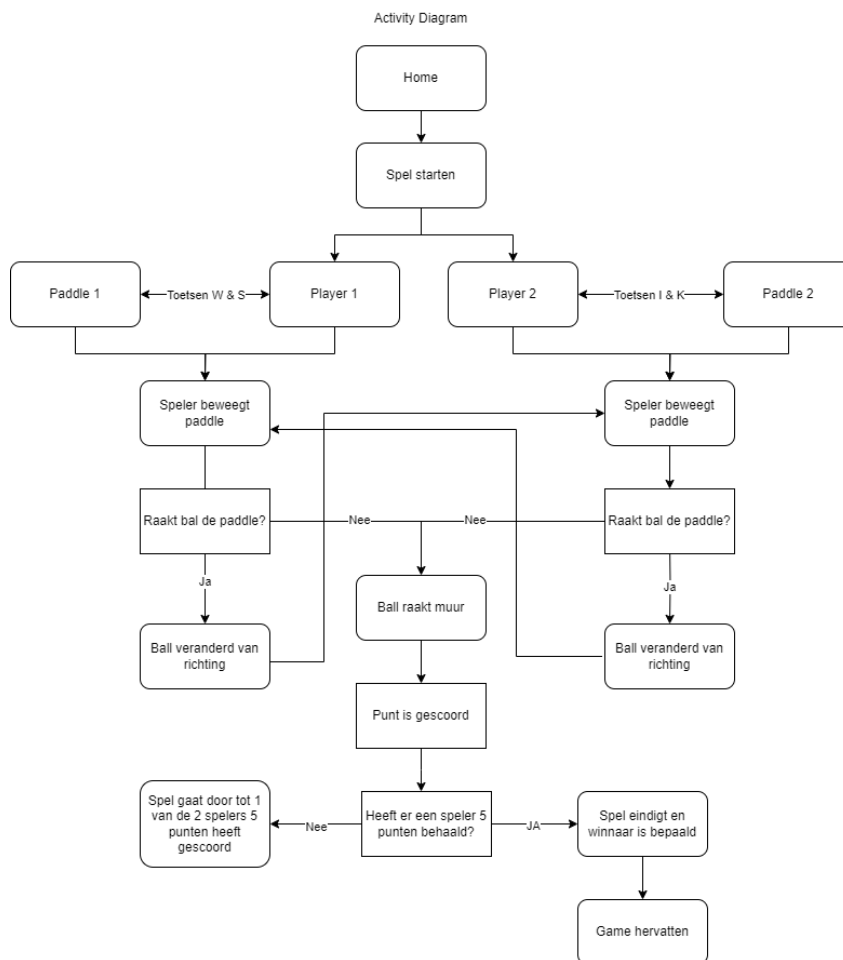 Activity Diagram
Home
Spel starten
Paddle 1
Toetsen W & S
Player 1
Player 2
Toetsen I & K
Paddle 2
Speler beweegt
paddle
Speler beweegt
paddle
Raakt bal de paddle?
Nee
Nee
Raakt bal de paddle?
Ja
Ja
Ball raakt muur
Ball veranderd van
richting
Ball veranderd van
richting
Punt is gescoord
Spel gaat door tot 1
van de 2 spelers 5
punten heeft
gescoord
Nee
Heeft er een speler 5
punten behaald?
JA
Spel eindigt en
winnaar is bepaald
Game hervatten